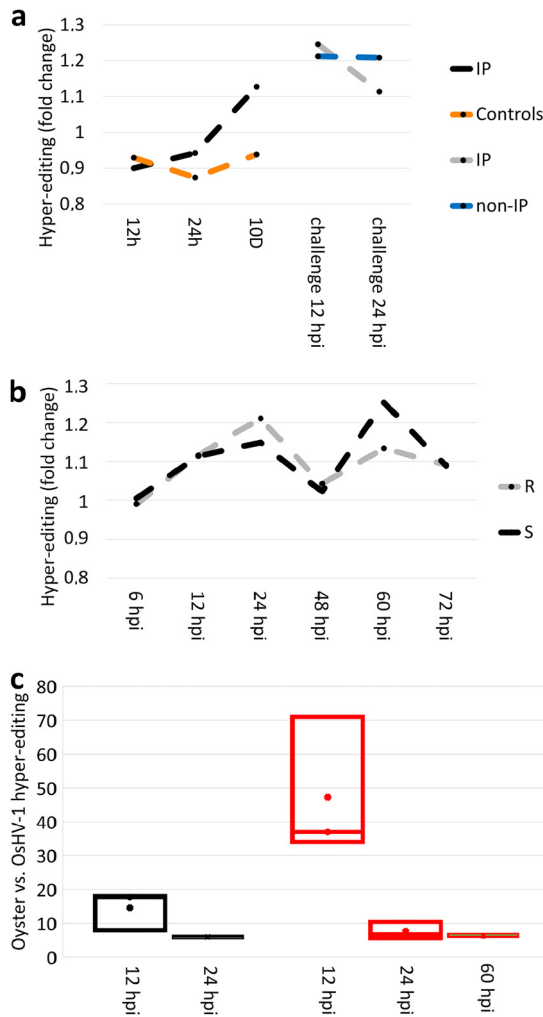 a
Hyper-editing (fold change)
1.3
1.2
1.1
1
0.9
0,8
12h
24h
10D
challenge 12 hpi
challenge 24 hpi
IP
Controls
IP
non-IP
b
Hyper-editing (fold change)
1.3
1.2
1.1
1
0.9
0,8
6 hpi
12 hpi
24 hpi
48 hpi
60 hpi
72 hpi
R
S
c
Oyster vs. OsHV-1 hyper-editing
80
70
60
50
40
30
20
10
0
12 hpi
24 hpi
12 hpi
24 hpi
60 hpi